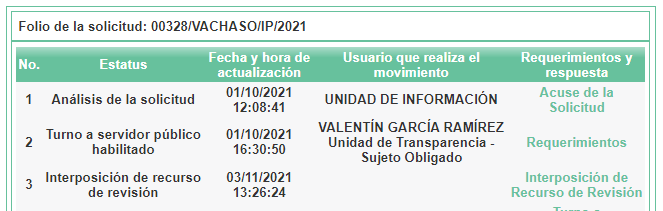 Folio de la solicitud: 00328/VACHASO/IP/2021
No. Estatus Fecha y hora de actualización Usuario que realiza el movimiento Requerimientos y respuesta
1 Análisis de la solicitud 01/10/2021 12:08:41 UNIDAD DE INFORMACIÓN Acuse de la Solicitud
2 Turno a servidor público habilitado 01/10/2021 16:30:50 VALENTÍN GARCÍA RAMÍREZ Unidad de Transparencia - Sujeto Obligado Requerimientos
3 Interposición de recurso de revisión 03/11/2021 13:26:24 Interposición de Recurso de Revisión
Turno a